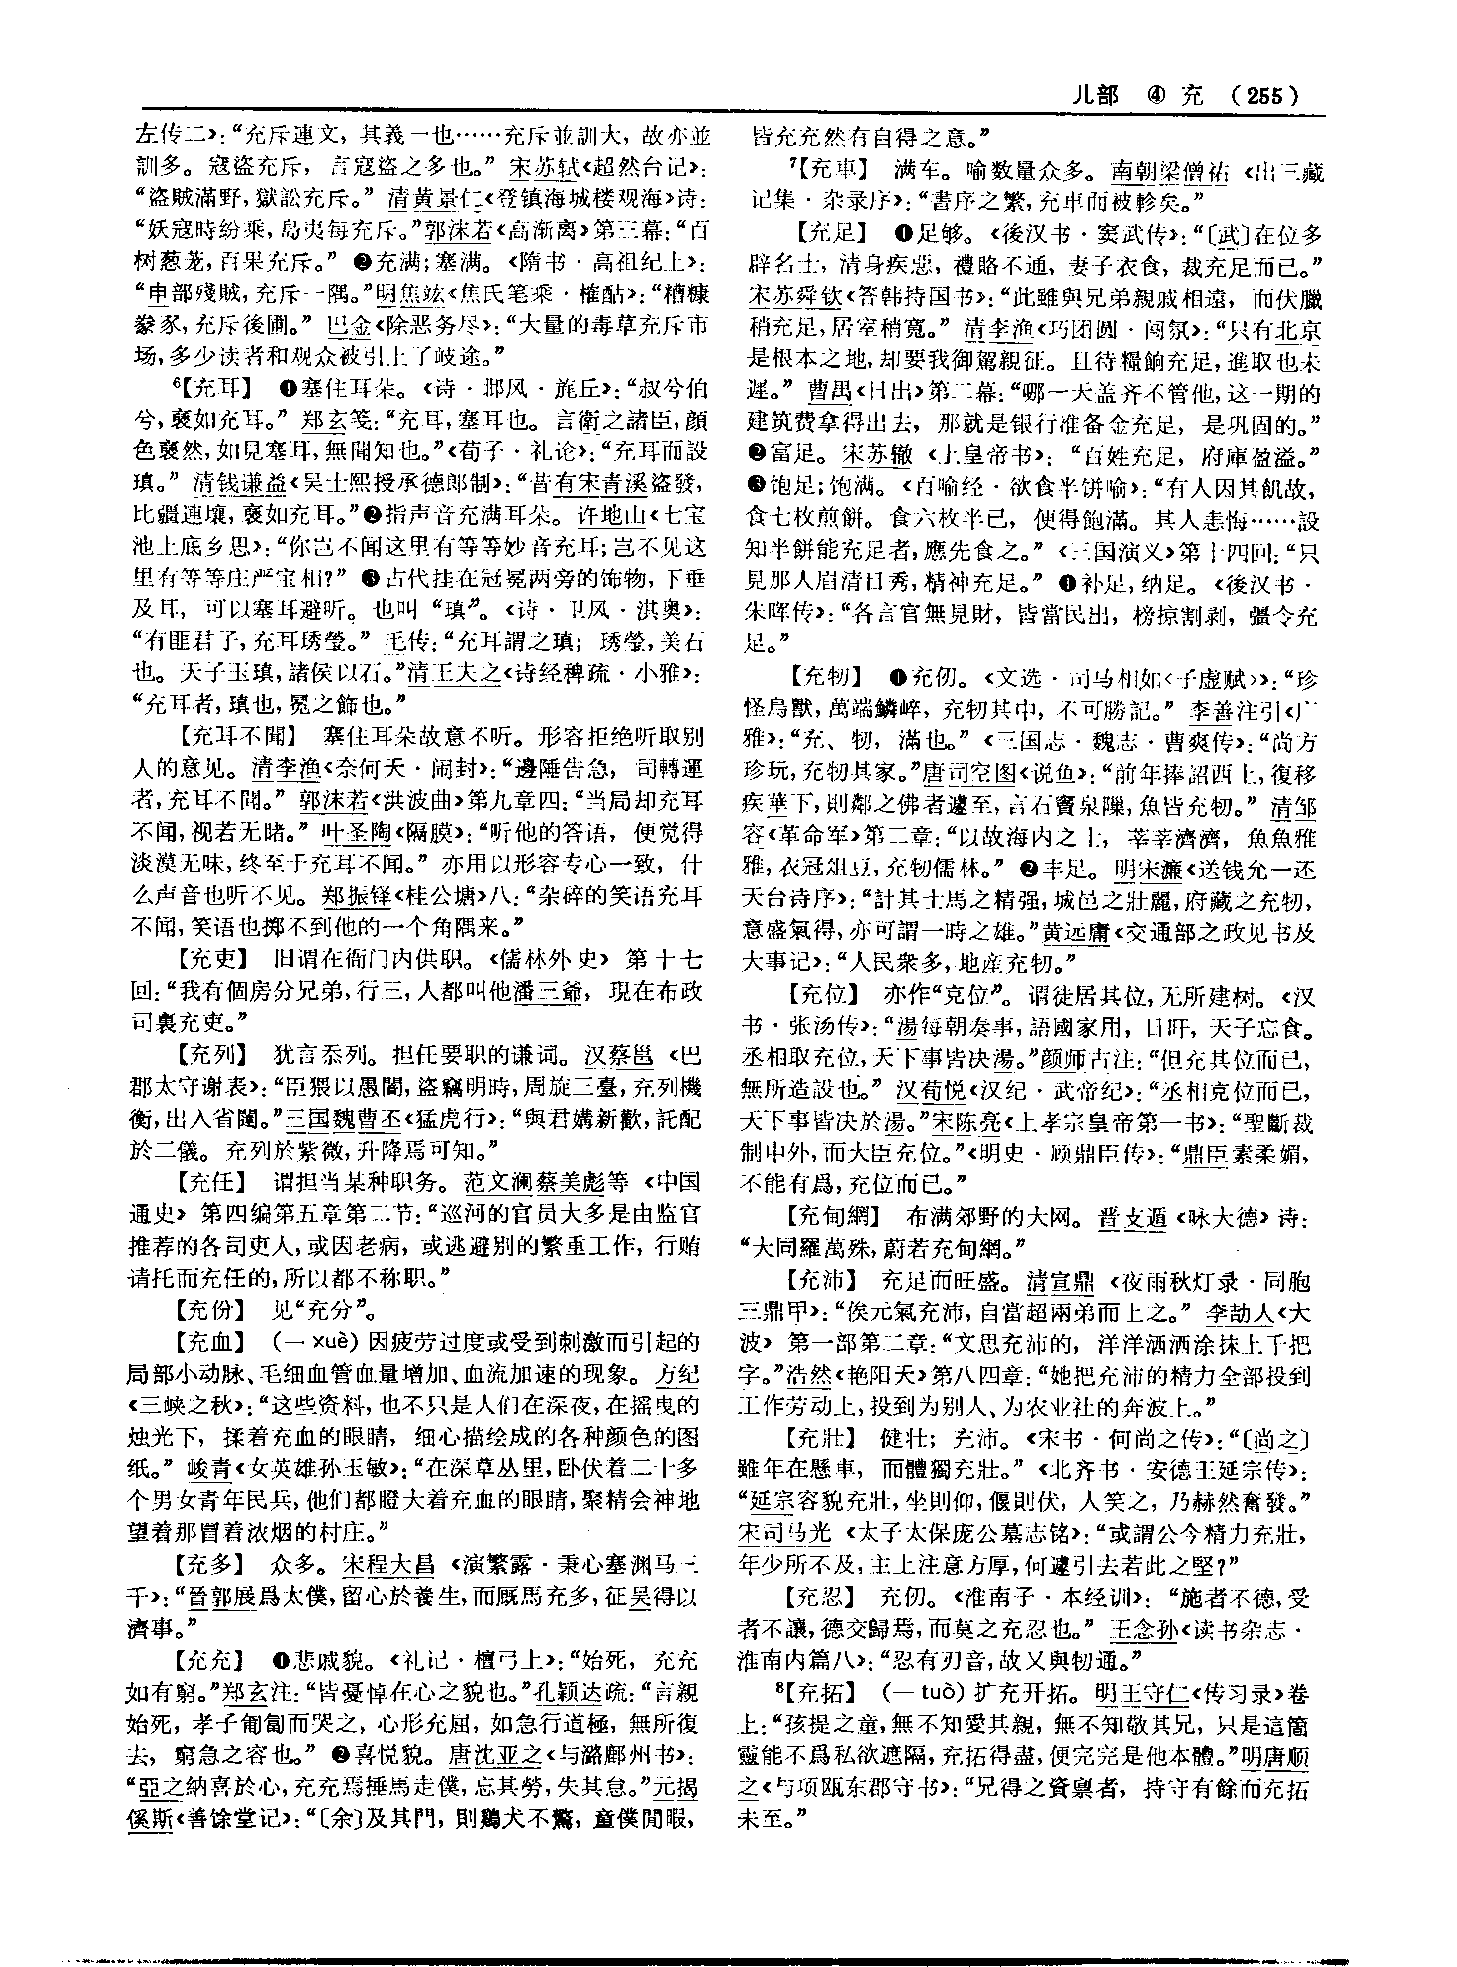 儿部 ④ 充 (255)
左传二>：“充斥連文，其義一也……充斥並訓大，故亦並
訓多。寇盜充斥，言寇盜之多也。”宋苏轼<超然台记>：
“盜賊滿野，獄訟充斥。”清黄景仁<登镇海城楼观海>诗：
“妖寇時紛乘，島夷每充斥。”郭沫若<高渐离>第三幕：“百
树葱茏，百果充斥。”❷充满；塞满。<隋书·高祖纪上>：
“申部殘賊，充斥一隅。”明焦竑<焦氏笔乘·榷酤>：“糟糠
豢豕，充斥後圃。”巴金<除恶务尽>：“大量的毒草充斥市
场，多少读者和观众被引上了歧途。”
⁶【充耳】 ❶塞住耳朵。<诗·邶风·旄丘>：“叔兮伯
兮，褎如充耳。”郑玄笺：“充耳，塞耳也。言衛之諸臣，顔
色褎然，如見塞耳，無聞知也。”<荀子·礼论>：“充耳而設
瑱。”清钱谦益<吴士熙授承德郎制>：“昔有宋青溪盜發，
比疆連壤，褎如充耳。”❷指声音充满耳朵。许地山<七宝
池上底乡思>：“你岂不闻这里有等等妙音充耳；岂不见这
里有等等庄严宝相？”❸古代挂在冠冕两旁的饰物，下垂
及耳，可以塞耳避听。也叫“瑱”。<诗·卫风·淇奥>：
“有匪君子，充耳琇瑩。”毛传：“充耳謂之瑱；琇瑩，美石
也。天子玉瑱，諸侯以石。”清王夫之<诗经稗疏·小雅>：
“充耳者，瑱也，冕之飾也。”
【充耳不聞】 塞住耳朵故意不听。形容拒绝听取别
人的意见。清李渔<奈何天·闹封>：“邊陲告急，司轉運
者，充耳不聞。”郭沫若<洪波曲>第九章四：“当局却充耳
不闻，视若无睹。”叶圣陶<隔膜>：“听他的答语，便觉得
淡漠无味，终至于充耳不闻。”亦用以形容专心一致，什
么声音也听不见。郑振铎<桂公塘>八：“杂碎的笑语充耳
不闻，笑语也掷不到他的一个角隅来。”
【充吏】 旧谓在衙门内供职。<儒林外史>第十七
回：“我有個房分兄弟，行三，人都叫他潘三爺，現在布政
司裏充吏。”
【充列】 犹言忝列。担任要职的谦词。汉蔡邕<巴
郡太守谢表>：“臣猥以愚闇，盜竊明時，周旋三臺，充列機
衡，出入省闥。”三国魏曹丕<猛虎行>：“與君媾新歡，託配
於二儀。充列於紫微，升降焉可知。”
【充任】 谓担当某种职务。范文澜蔡美彪等<中国
通史>第四编第五章第二节：“巡河的官员大多是由监官
推荐的各司吏人，或因老病，或逃避别的繁重工作，行贿
请托而充任的，所以都不称职。”
【充份】 见“充分”。
【充血】 （一 xuè）因疲劳过度或受到刺激而引起的
局部小动脉、毛细血管血量增加、血流加速的现象。方纪
<三峡之秋>：“这些资料，也不只是人们在深夜，在摇曳的
烛光下，揉着充血的眼睛，细心描绘成的各种颜色的图
纸。”峻青<女英雄孙玉敏>：“在深草丛里，卧伏着二十多
个男女青年民兵，他们都瞪大着充血的眼睛，聚精会神地
望着那冒着浓烟的村庄。”
【充多】 众多。宋程大昌<演繁露·秉心塞渊马三
千>：“晉郭展爲太僕，留心於養生，而廐馬充多，征吴得以
濟事。”
【充充】 ❶悲戚貌。<礼记·檀弓上>：“始死，充充
如有窮。”郑玄注：“皆憂悼在心之貌也。”孔颖达疏：“言親
始死，孝子匍匐而哭之，心形充屈，如急行道極，無所復
去，窮急之容也。”❷喜悦貌。唐沈亚之<与潞鄜州书>：
“亞之納喜於心，充充焉捶馬走僕，忘其勞，失其怠。”元揭
傒斯<善馀堂记>：“〔余〕及其門，則鷄犬不驚，童僕閒暇，
皆充充然有自得之意。”
⁷【充車】 满车。喻数量众多。南朝梁僧祐<出三藏
记集·杂录序>：“書序之繁，充車而被軫矣。”
【充足】 ❶足够。<後汉书·窦武传>：“〔武〕在位多
辟名士，清身疾惡，禮賂不通，妻子衣食，裁充足而已。”
宋苏舜钦<答韩持国书>：“此雖與兄弟親戚相遠，而伏臘
稍充足，居室稍寬。”清李渔<巧团圆·闯氛>：“只有北京
是根本之地，却要我御駕親征。且待糧餉充足，進取也未
遲。”曹禺<日出>第二幕：“哪一天盖齐不管他，这一期的
建筑费拿得出去，那就是银行准备金充足，是巩固的。”
❷富足。宋苏辙<上皇帝书>：“百姓充足，府庫盈溢。”
❸饱足；饱满。<百喻经·欲食半饼喻>：“有人因其飢故，
食七枚煎餅。食六枚半已，便得飽滿。其人恚悔……設
知半餅能充足者，應先食之。”<三国演义>第十四回：“只
見那人眉清目秀，精神充足。”❹补足，纳足。<後汉书·
朱晖传>：“各言官無見財，皆當民出，榜掠割剥，彊令充
足。”
【充牣】 ❶充仞。<文选·司马相如<子虚赋>>：“珍
怪鳥獸，萬端鱗崪，充牣其中，不可勝記。”李善注引<广
雅>：“充、牣，滿也。”<三国志·魏志·曹爽传>：“尚方
珍玩，充牣其家。”唐司空图<说鱼>：“前年捧詔西上，復移
疾華下，則鄰之佛者遽至，言石竇泉隟，魚皆充牣。”清邹
容<革命军>第二章：“以故海内之士，莘莘濟濟，魚魚雅
雅，衣冠俎豆，充牣儒林。”❷丰足。明宋濂<送钱允一还
天台诗序>：“計其士馬之精强，城邑之壯麗，府藏之充牣，
意盛氣得，亦可謂一時之雄。”黄远庸<交通部之政见书及
大事记>：“人民衆多，地産充牣。”
【充位】 亦作“克位”。谓徒居其位，无所建树。<汉
书·张汤传>：“湯每朝奏事，語國家用，日旰，天子忘食。
丞相取充位，天下事皆决湯。”颜师古注：“但充其位而已，
無所造設也。”汉荀悦<汉纪·武帝纪>：“丞相克位而已，
天下事皆决於湯。”宋陈亮<上孝宗皇帝第一书>：“聖斷裁
制中外，而大臣充位。”<明史·顾鼎臣传>：“鼎臣素柔媚，
不能有爲，充位而已。”
【充甸網】 布满郊野的大网。晋支遁<咏大德>诗：
“大同羅萬殊，蔚若充甸網。”
【充沛】 充足而旺盛。清宣鼎<夜雨秋灯录·同胞
三鼎甲>：“俟元氣充沛，自當超兩弟而上之。”李劼人<大
波>第一部第二章：“文思充沛的，洋洋洒洒涂抹上千把
字。”浩然<艳阳天>第八四章：“她把充沛的精力全部投到
工作劳动上，投到为别人、为农业社的奔波上。”
【充壯】 健壮；充沛。<宋书·何尚之传>：“〔尚之〕
雖年在懸車，而體獨充壯。”<北齐书·安德王延宗传>：
“延宗容貌充壯，坐則仰，偃則伏，人笑之，乃赫然奮發。”
宋司马光<太子太保庞公墓志铭>：“或謂公今精力充壯，
年少所不及，主上注意方厚，何遽引去若此之堅？”
【充忍】 充仞。<淮南子·本经训>：“施者不德，受
者不讓，德交歸焉，而莫之充忍也。”王念孙<读书杂志·
淮南内篇八>：“忍有刃音，故又與牣通。”
⁸【充拓】 （一 tuò）扩充开拓。明王守仁<传习录>卷
上：“孩提之童，無不知愛其親，無不知敬其兄，只是這箇
靈能不爲私欲遮隔，充拓得盡，便完完是他本體。”明唐顺
之<与项瓯东郡守书>：“兄得之資禀者，持守有餘而充拓
未至。”